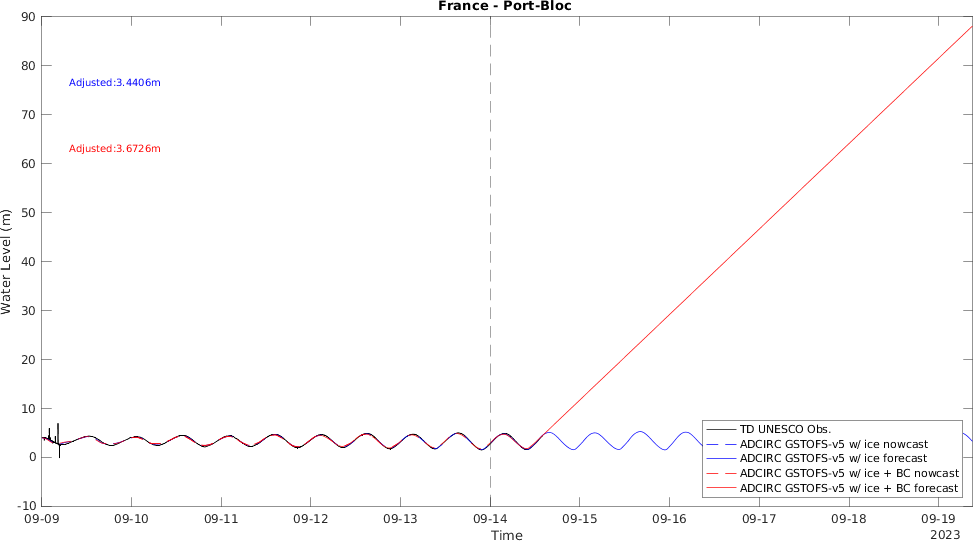 France - Port-Bloc
90
80
70
60
50
40
30
20
10
0
-10
Water Level (m)
Adjusted:3.4406m
Adjusted:3.6726m
TD UNESCO Obs.
ADCIRC GSTOFS-v5 w/ ice nowcast
ADCIRC GSTOFS-v5 w/ ice forecast
ADCIRC GSTOFS-v5 w/ ice + BC nowcast
ADCIRC GSTOFS-v5 w/ ice + BC forecast
09-09 09-10 09-11 09-12 09-13 09-14 09-15 09-16 09-17 09-18 09-19
Time
2023